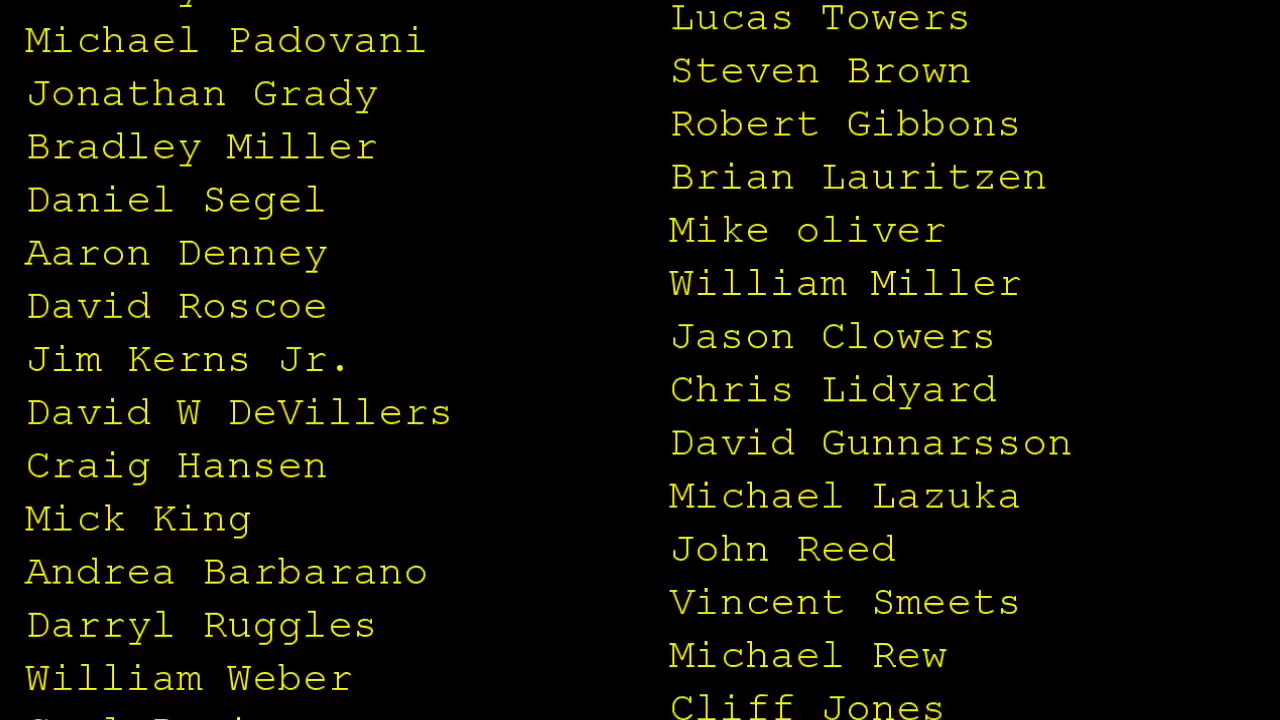 Michael Padovani
Jonathan Grady
Bradley Miller
Daniel Segel
Aaron Denney
David Roscoe
Jim Kerns Jr.
David W DeVillers
Craig Hansen
Mick King
Andrea Barbarano
Darryl Ruggles
William Weber
Lucas Towers
Steven Brown
Robert Gibbons
Brian Lauritzen
Mike oliver
William Miller
Jason Clowers
Chris Lidyard
David Gunnarsson
Michael Lazuka
John Reed
Vincent Smeets
Michael Rew
Cliff Jones